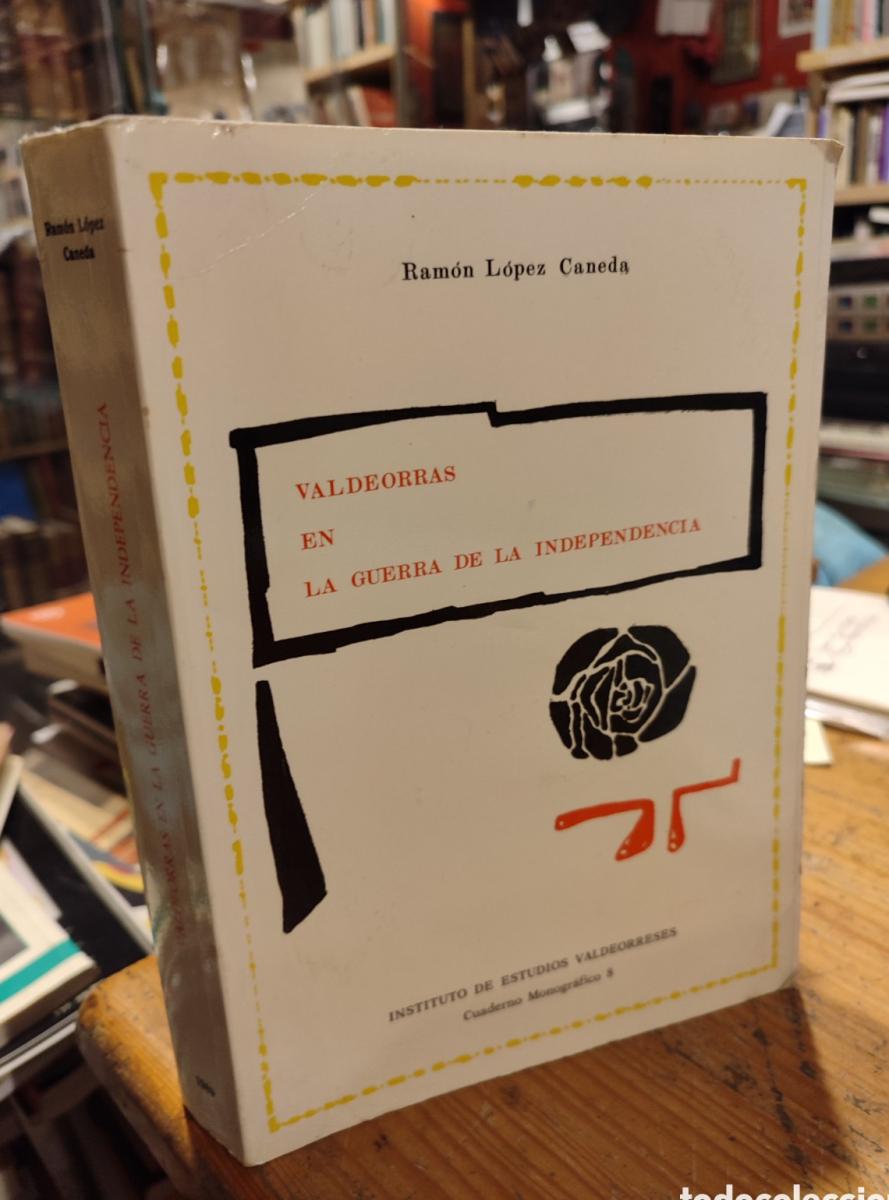 Ramón López
Caneda
VALDEORRAS EN LA GUERRA DE LA INDEPENDENCIA
Ramón López Caneda
VALDEORRAS
EN
LA GUERRA DE LA INDEPENDENCIA
INSTITUTO DE ESTUDIOS VALDEORRESES
Cuaderno Monográfico 8